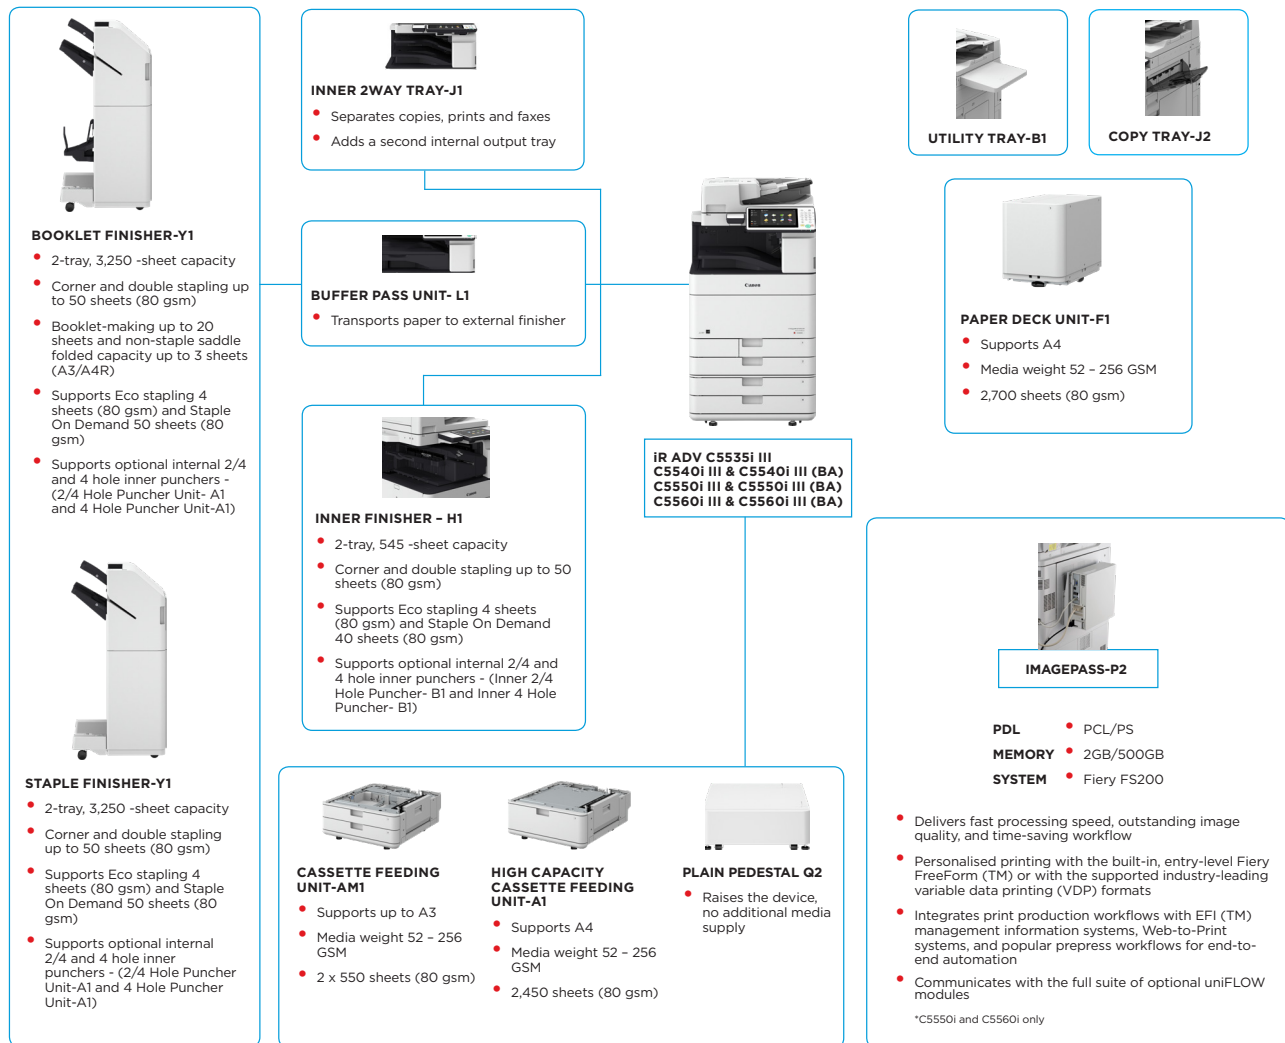 BOOKLET FINISHER-Y1
2-tray, 3,250 -sheet capacity
Corner and double stapling up
to 50 sheets (80 gsm)
Booklet-making up to 20
sheets and non-staple saddle
folded capacity up to 3 sheets
(A3/A4R)
Supports Eco stapling 4
sheets (80 gsm) and Staple
On Demand 50 sheets (80
gsm)
Supports optional internal 2/4
and 4 hole inner punchers -
(2/4 Hole Puncher Unit- A1
and 4 Hole Puncher Unit-A1)
STAPLE FINISHER-Y1
2-tray, 3,250 -sheet capacity
Corner and double stapling
up to 50 sheets (80 gsm)
Supports Eco stapling 4
sheets (80 gsm) and Staple
On Demand 50 sheets (80
gsm)
Supports optional internal
2/4 and 4 hole inner
punchers - (2/4 Hole Puncher
Unit-A1 and 4 Hole Puncher
Unit-A1)
INNER 2WAY TRAY-J1
Separates copies, prints and faxes
Adds a second internal output tray
BUFFER PASS UNIT- L1
Transports paper to external finisher
INNER FINISHER – H1
2-tray, 545 -sheet capacity
Corner and double stapling up to 50
sheets (80 gsm)
Supports Eco stapling 4 sheets
(80 gsm) and Staple On Demand
40 sheets (80 gsm)
Supports optional internal 2/4 and
4 hole inner punchers - (Inner 2/4
Hole Puncher- B1 and Inner 4 Hole
Puncher- B1)
Canon
iR ADV C5535i III
C5540i III & C5540i III (BA)
C5550i III & C5550i III (BA)
C5560i III & C5560i III (BA)
CASSETTE FEEDING
UNIT-AM1
Supports up to A3
Media weight 52 – 256
GSM
2 x 550 sheets (80 gsm)
HIGH CAPACITY
CASSETTE FEEDING
UNIT-A1
Supports A4
Media weight 52 – 256
GSM
2,450 sheets (80 gsm)
PLAIN PEDESTAL Q2
Raises the device,
no additional media
supply
UTILITY TRAY-B1
COPY TRAY-J2
PAPER DECK UNIT-F1
Supports A4
Media weight 52 – 256 GSM
2,700 sheets (80 gsm)
IMAGEPASS-P2
PDL PCL/PS
MEMORY 2GB/500GB
SYSTEM Fiery FS200
Delivers fast processing speed, outstanding image
quality, and time-saving workflow
Personalised printing with the built-in, entry-level Fiery
FreeForm (TM) or with the supported industry-leading
variable data printing (VDP) formats
Integrates print production workflows with EFI (TM)
management information systems, Web-to-Print
systems, and popular prepress workflows for end-to-
end automation
Communicates with the full suite of optional uniFLOW
modules
*C5550i and C5560i only